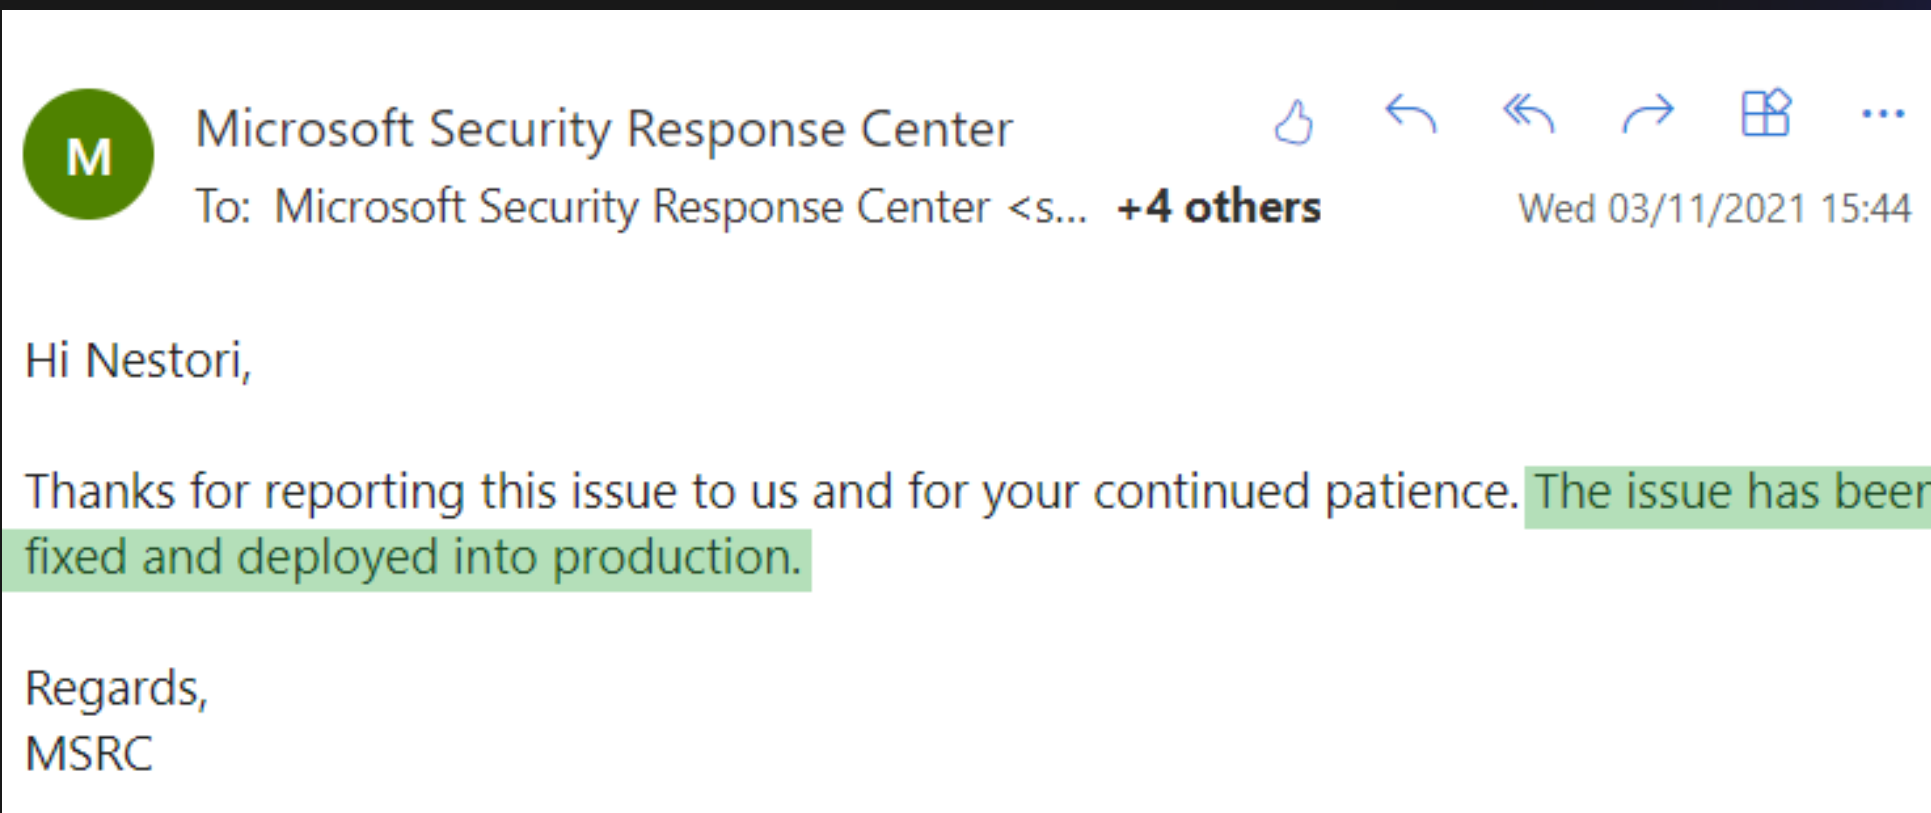 M
Microsoft Security Response Center
To: Microsoft Security Response Center <s... +4 others
Wed 03/11/2021 15:44
Hi Nestori,
Thanks for reporting this issue to us and for your continued patience. The issue has been
fixed and deployed into production.
Regards,
MSRC